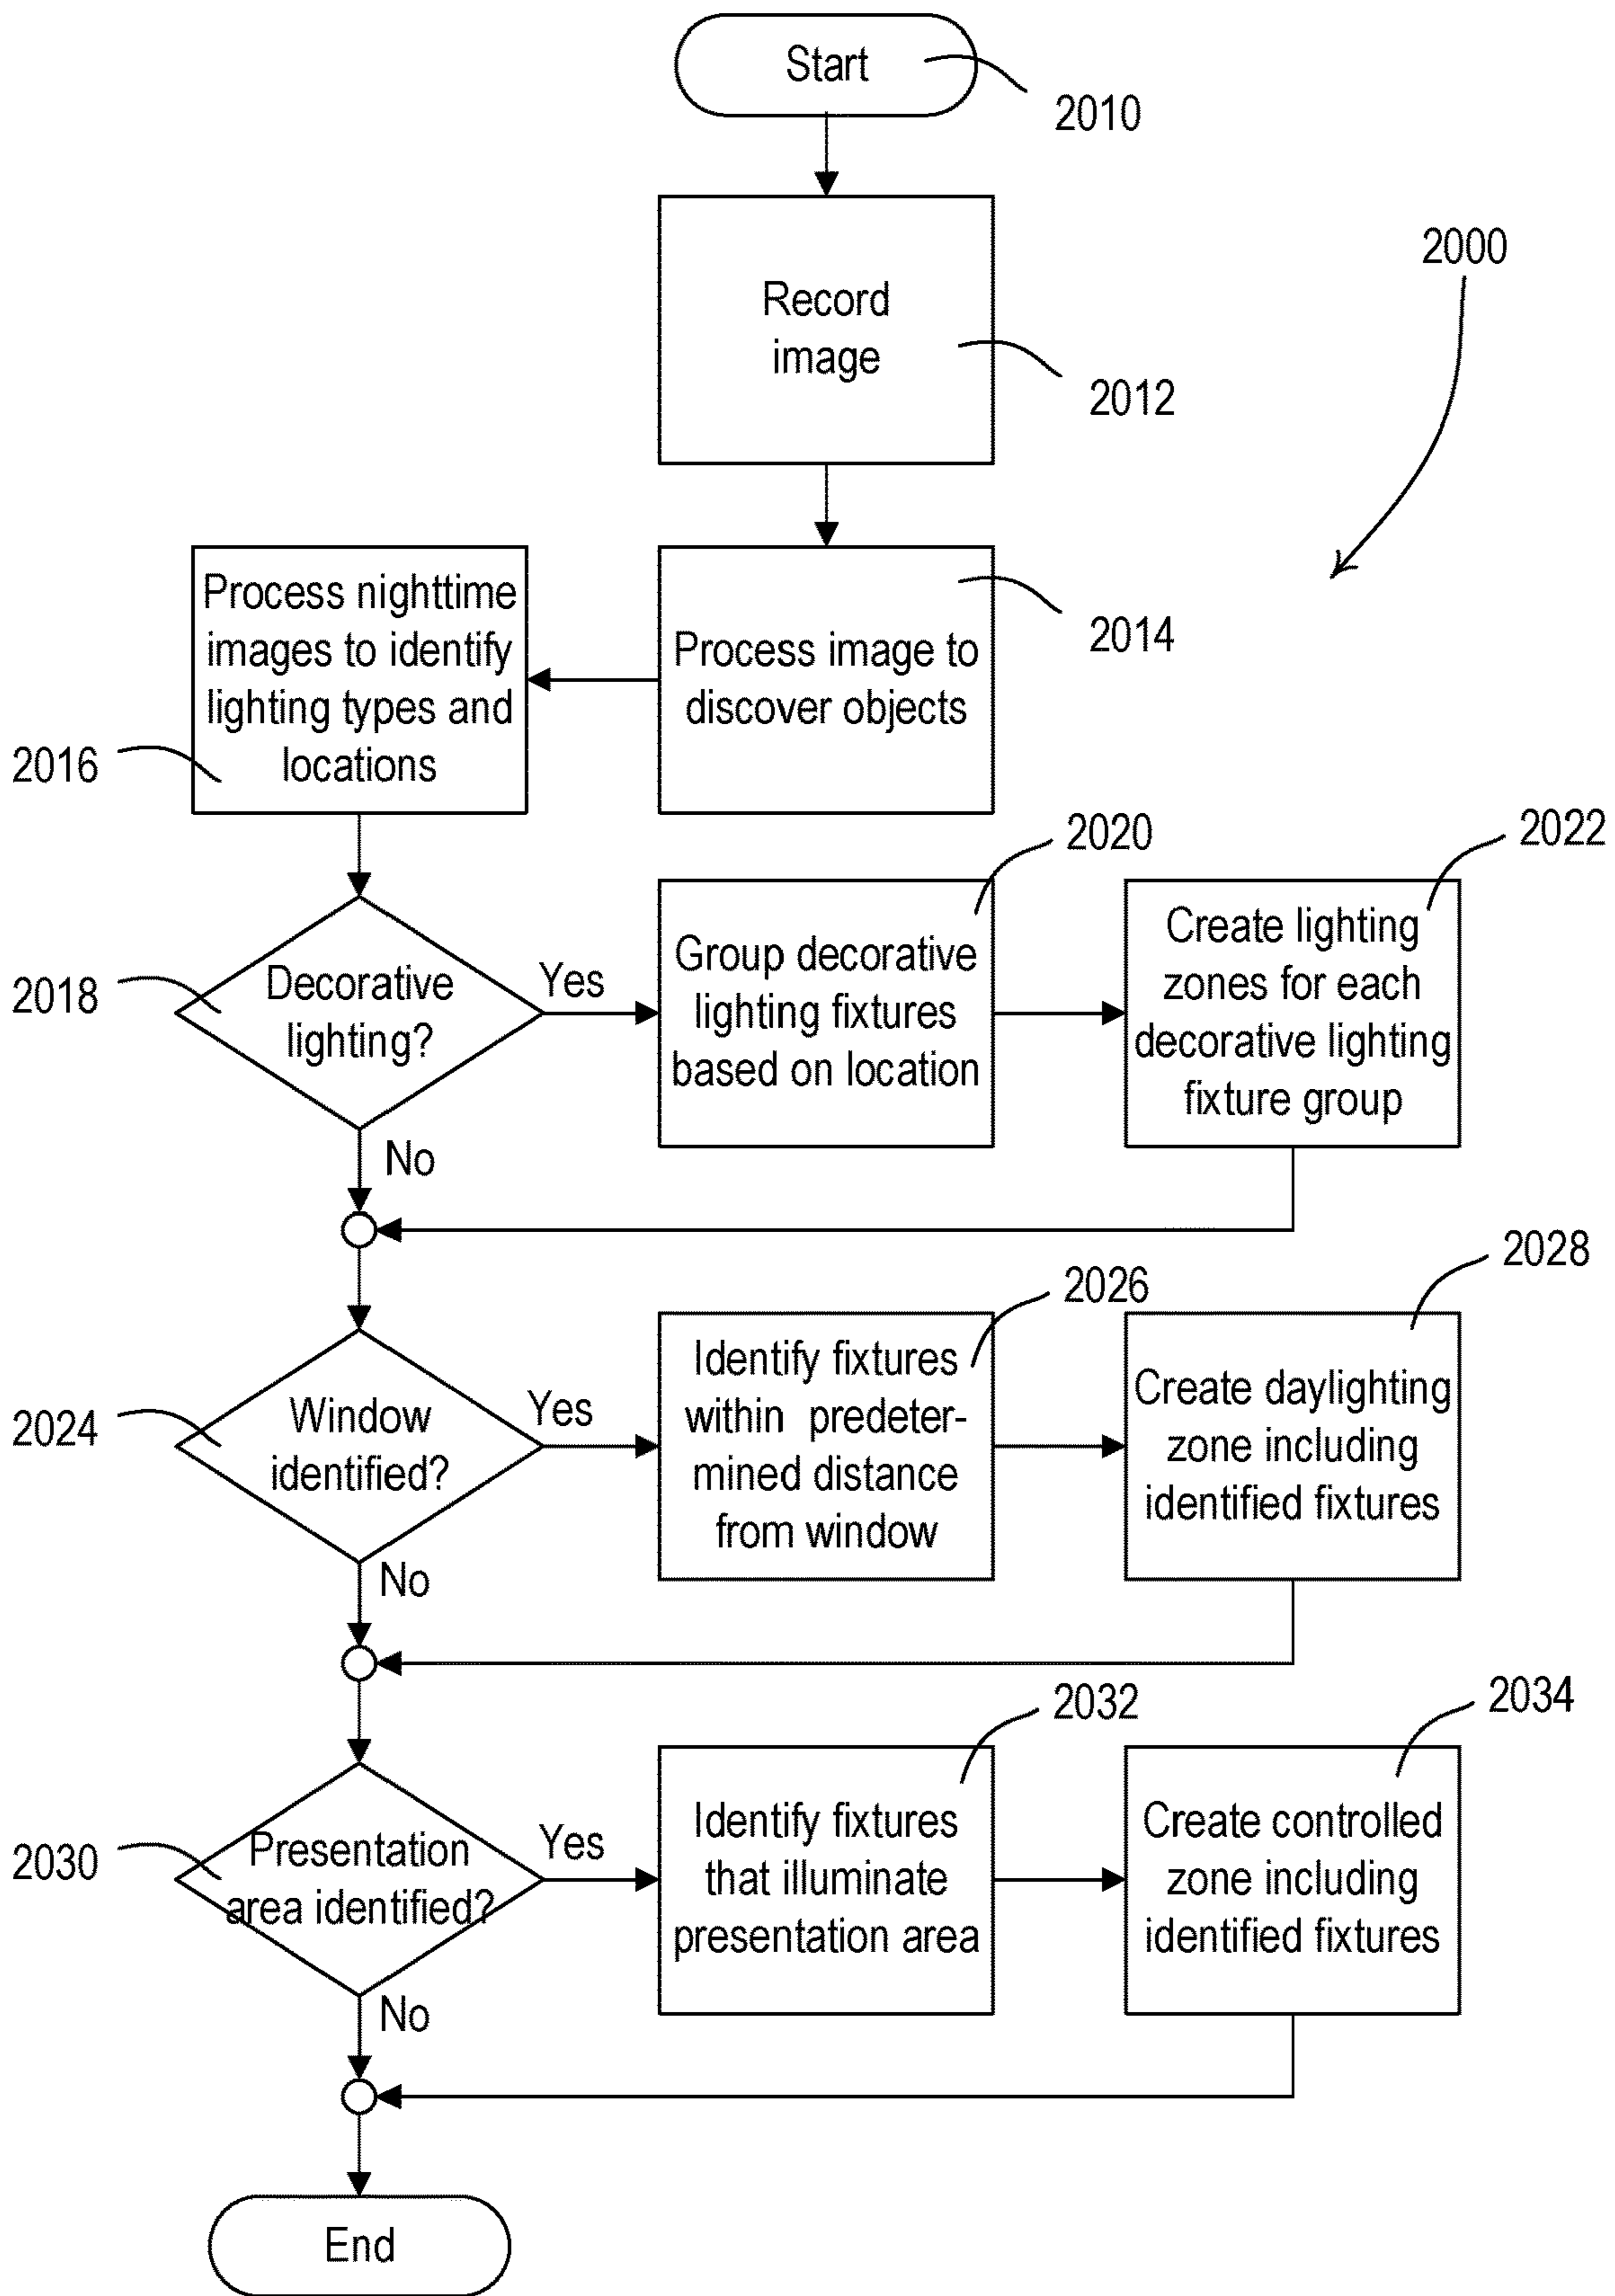 Start
2010
2000
Record
image
2012
Process nighttime
images to identify
lighting types and
locations
2016
Process image to
discover objects
2014
2018
Decorative
lighting?
Yes
No
Group decorative
lighting fixtures
based on location
2020
Create lighting
zones for each
decorative lighting
fixture group
2022
2024
Window
identified?
Yes
No
Identify fixtures
within predeter-
mined distance
from window
2026
Create daylighting
zone including
identified fixtures
2028
2030
Presentation
area identified?
Yes
No
Identify fixtures
that illuminate
presentation area
2032
Create controlled
zone including
identified fixtures
2034
End